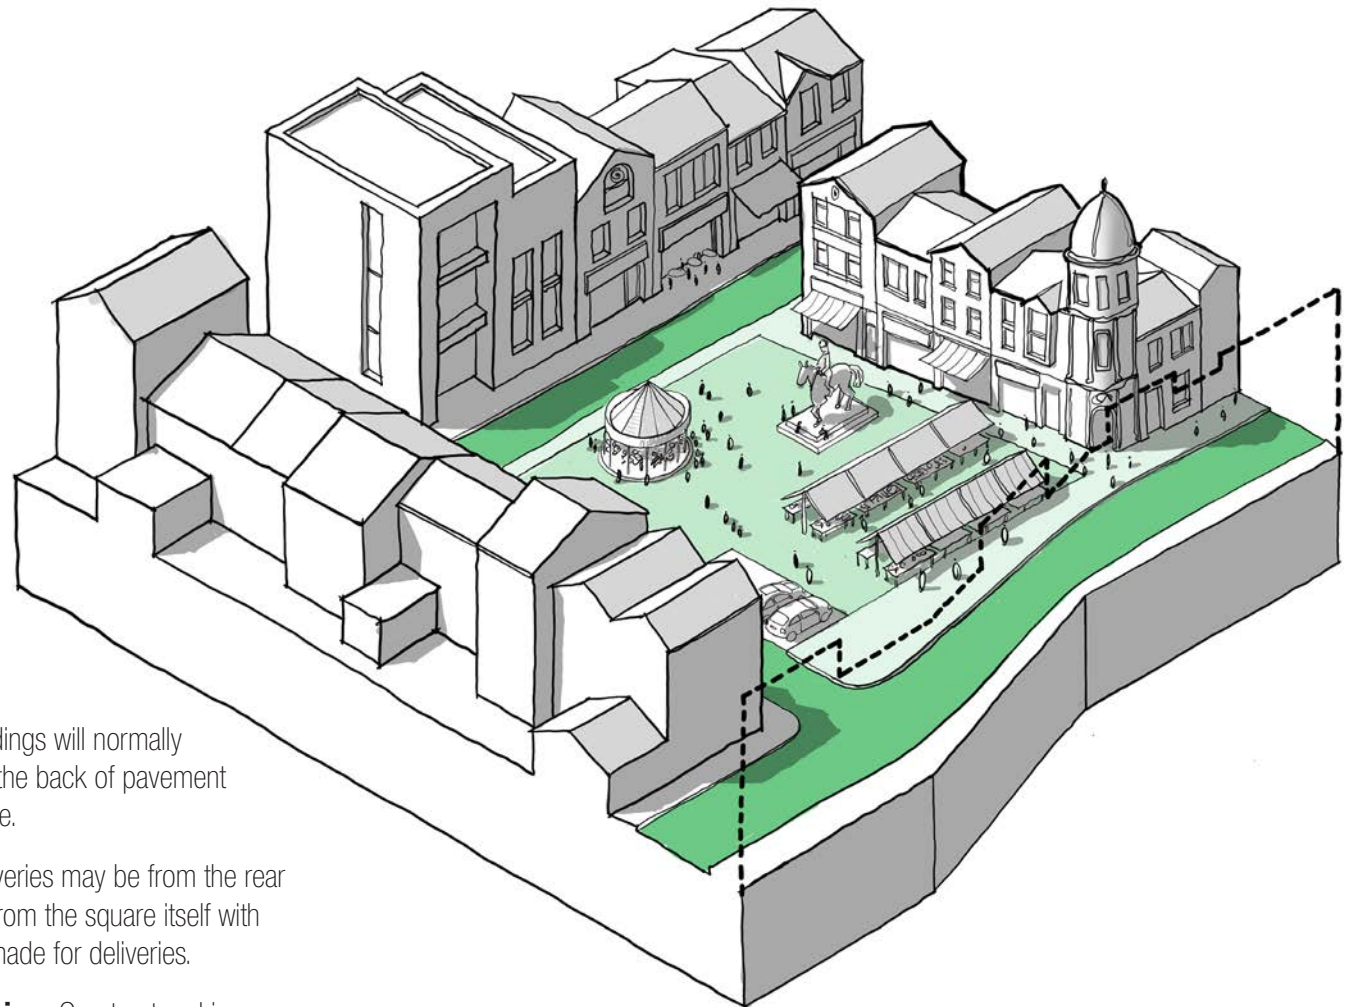 dings will normally
the back of pavement
e.
veries may be from the rear
rom the square itself with
nade for deliveries.